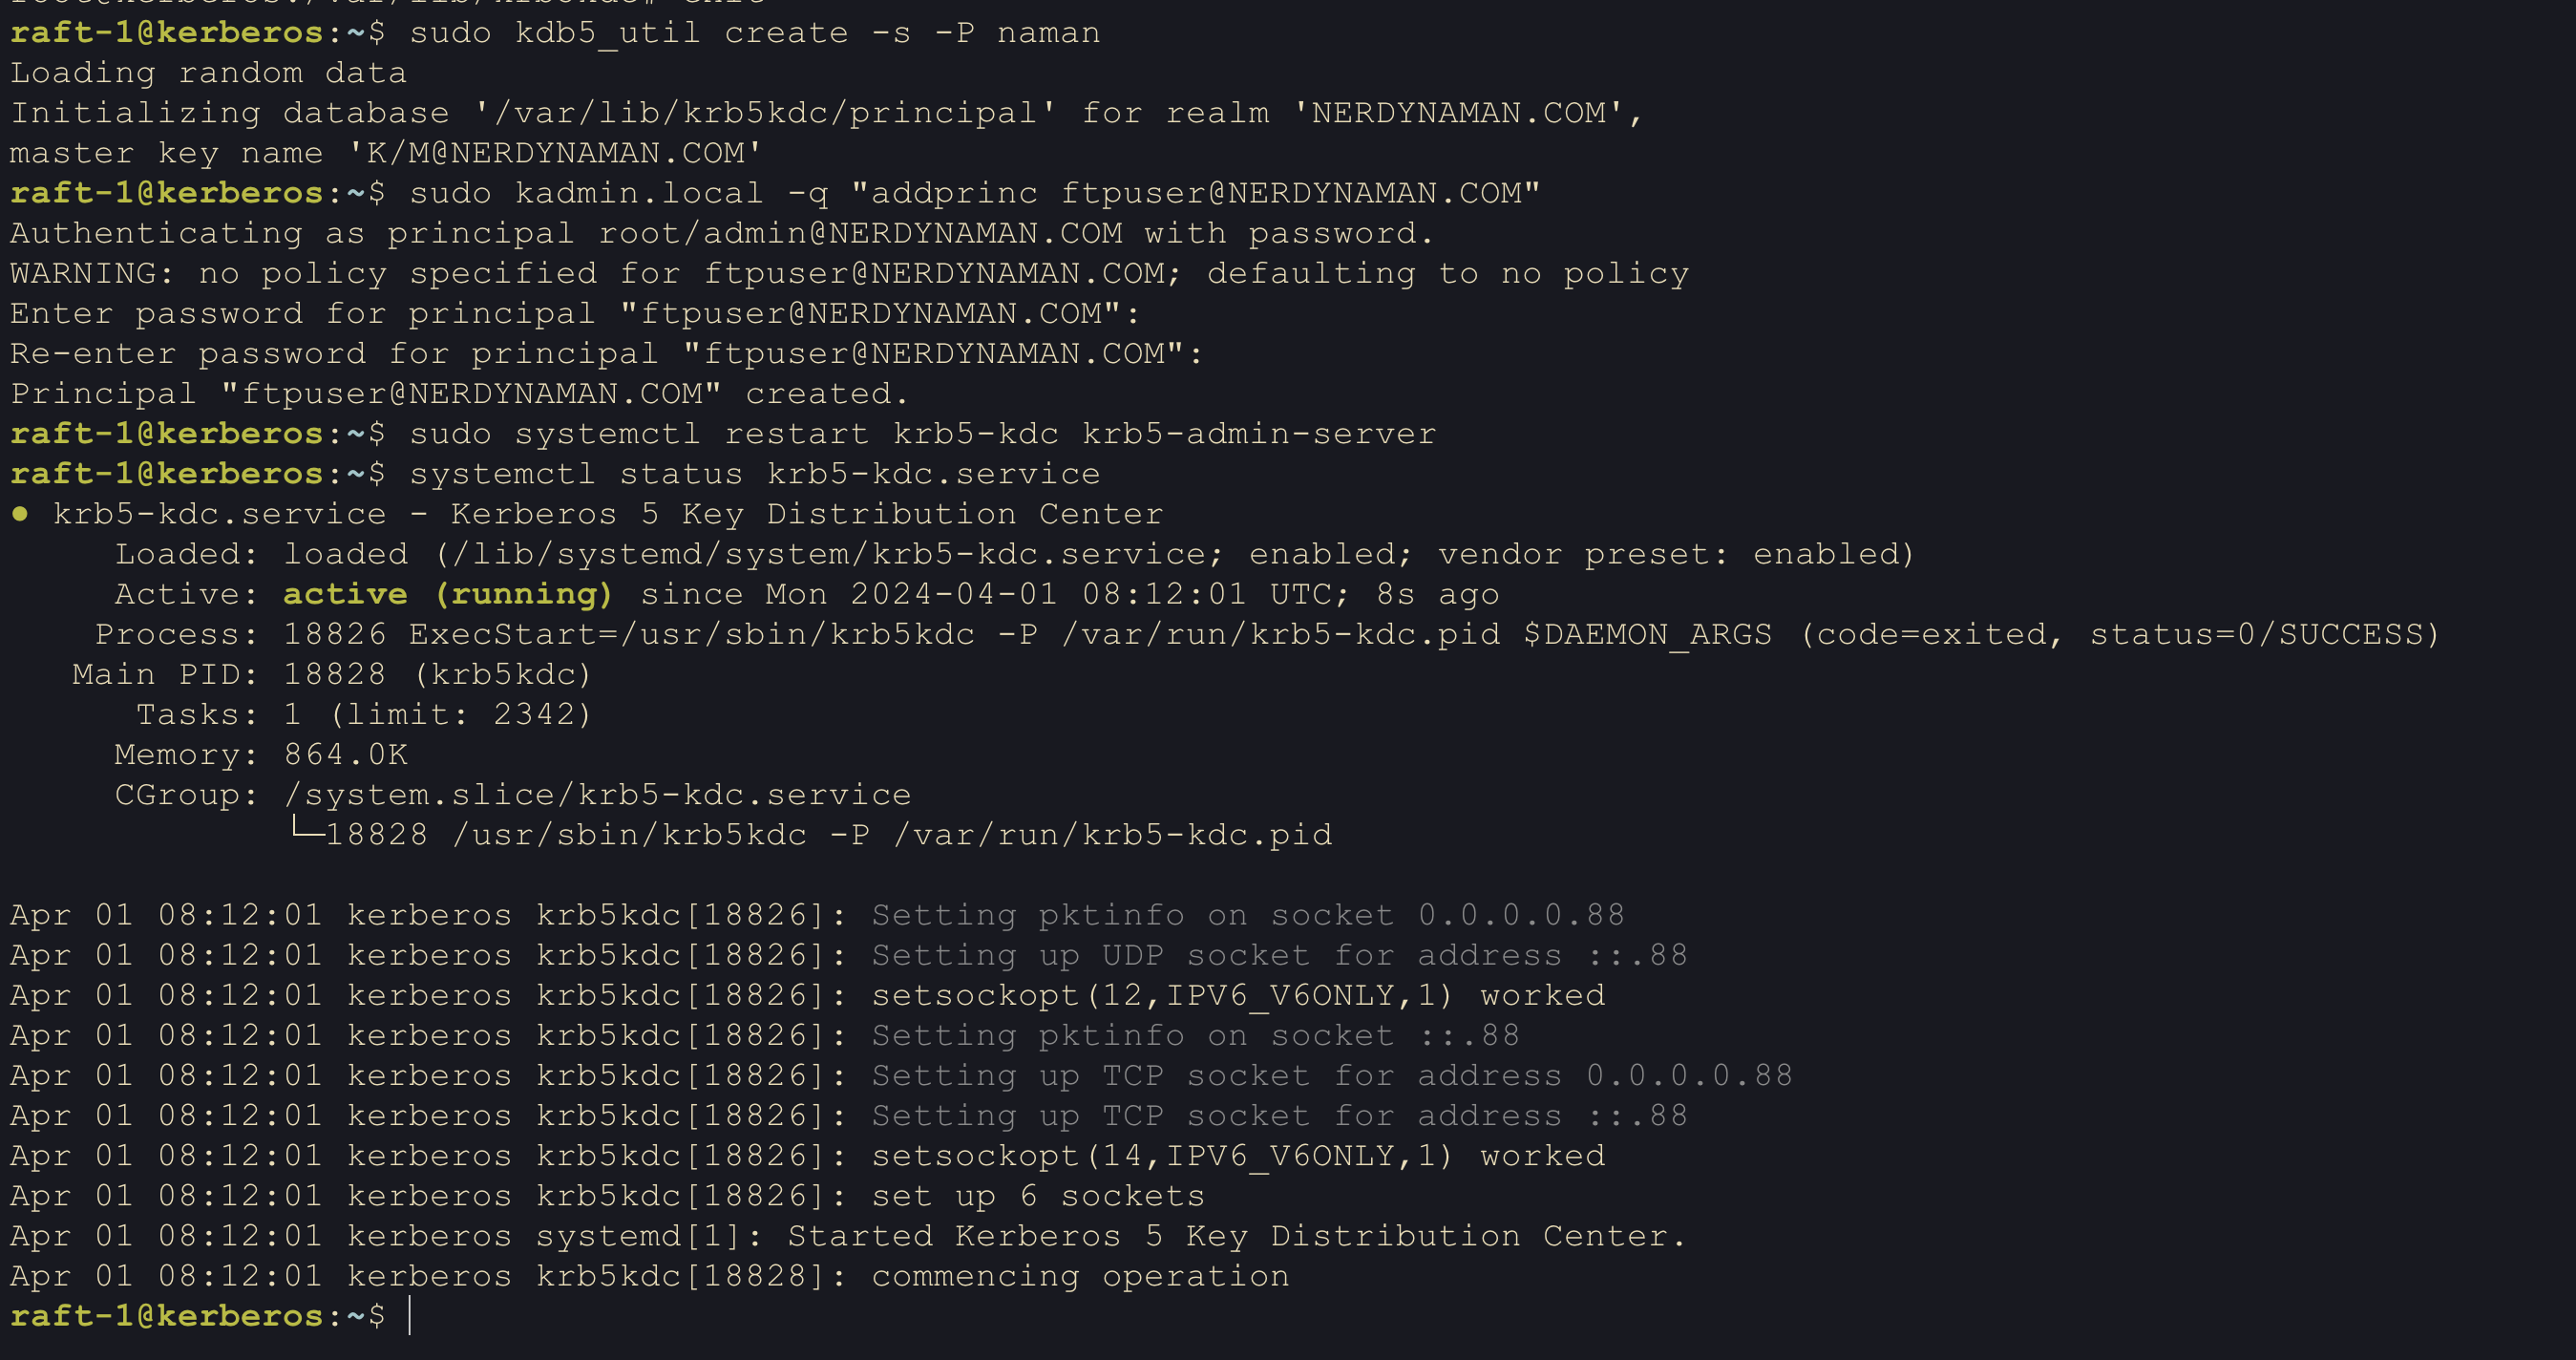 raft-1@kerberos:~$ sudo kdb5_util create -s -P naman
Loading random data
Initializing database '/var/lib/krb5kdc/principal' for realm 'NERDYNAMAN.COM',
master key name 'K/M@NERDYNAMAN.COM'
raft-1@kerberos:~$ sudo kadmin.local -q "addprinc ftpuser@NERDYNAMAN.COM"
Authenticating as principal root/admin@NERDYNAMAN.COM with password.
WARNING: no policy specified for ftpuser@NERDYNAMAN.COM; defaulting to no policy
Enter password for principal "ftpuser@NERDYNAMAN.COM":
Re-enter password for principal "ftpuser@NERDYNAMAN.COM":
Principal "ftpuser@NERDYNAMAN.COM" created.
raft-1@kerberos:~$ sudo systemctl restart krb5-kdc krb5-admin-server
raft-1@kerberos:~$ systemctl status krb5-kdc.service
● krb5-kdc.service - Kerberos 5 Key Distribution Center
     Loaded: loaded (/lib/systemd/system/krb5-kdc.service; enabled; vendor preset: enabled)
     Active: active (running) since Mon 2024-04-01 08:12:01 UTC; 8s ago
    Process: 18826 ExecStart=/usr/sbin/krb5kdc -P /var/run/krb5-kdc.pid $DAEMON_ARGS (code=exited, status=0/SUCCESS)
   Main PID: 18828 (krb5kdc)
      Tasks: 1 (limit: 2342)
     Memory: 864.0K
     CGroup: /system.slice/krb5-kdc.service
             └─18828 /usr/sbin/krb5kdc -P /var/run/krb5-kdc.pid
Apr 01 08:12:01 kerberos krb5kdc[18826]: Setting pktinfo on socket 0.0.0.0.88
Apr 01 08:12:01 kerberos krb5kdc[18826]: Setting up UDP socket for address ::.88
Apr 01 08:12:01 kerberos krb5kdc[18826]: setsockopt(12,IPV6_V6ONLY,1) worked
Apr 01 08:12:01 kerberos krb5kdc[18826]: Setting pktinfo on socket ::.88
Apr 01 08:12:01 kerberos krb5kdc[18826]: Setting up TCP socket for address 0.0.0.0.88
Apr 01 08:12:01 kerberos krb5kdc[18826]: Setting up TCP socket for address ::.88
Apr 01 08:12:01 kerberos krb5kdc[18826]: setsockopt(14,IPV6_V6ONLY,1) worked
Apr 01 08:12:01 kerberos krb5kdc[18826]: set up 6 sockets
Apr 01 08:12:01 kerberos systemd[1]: Started Kerberos 5 Key Distribution Center.
Apr 01 08:12:01 kerberos krb5kdc[18828]: commencing operation
raft-1@kerberos:~$